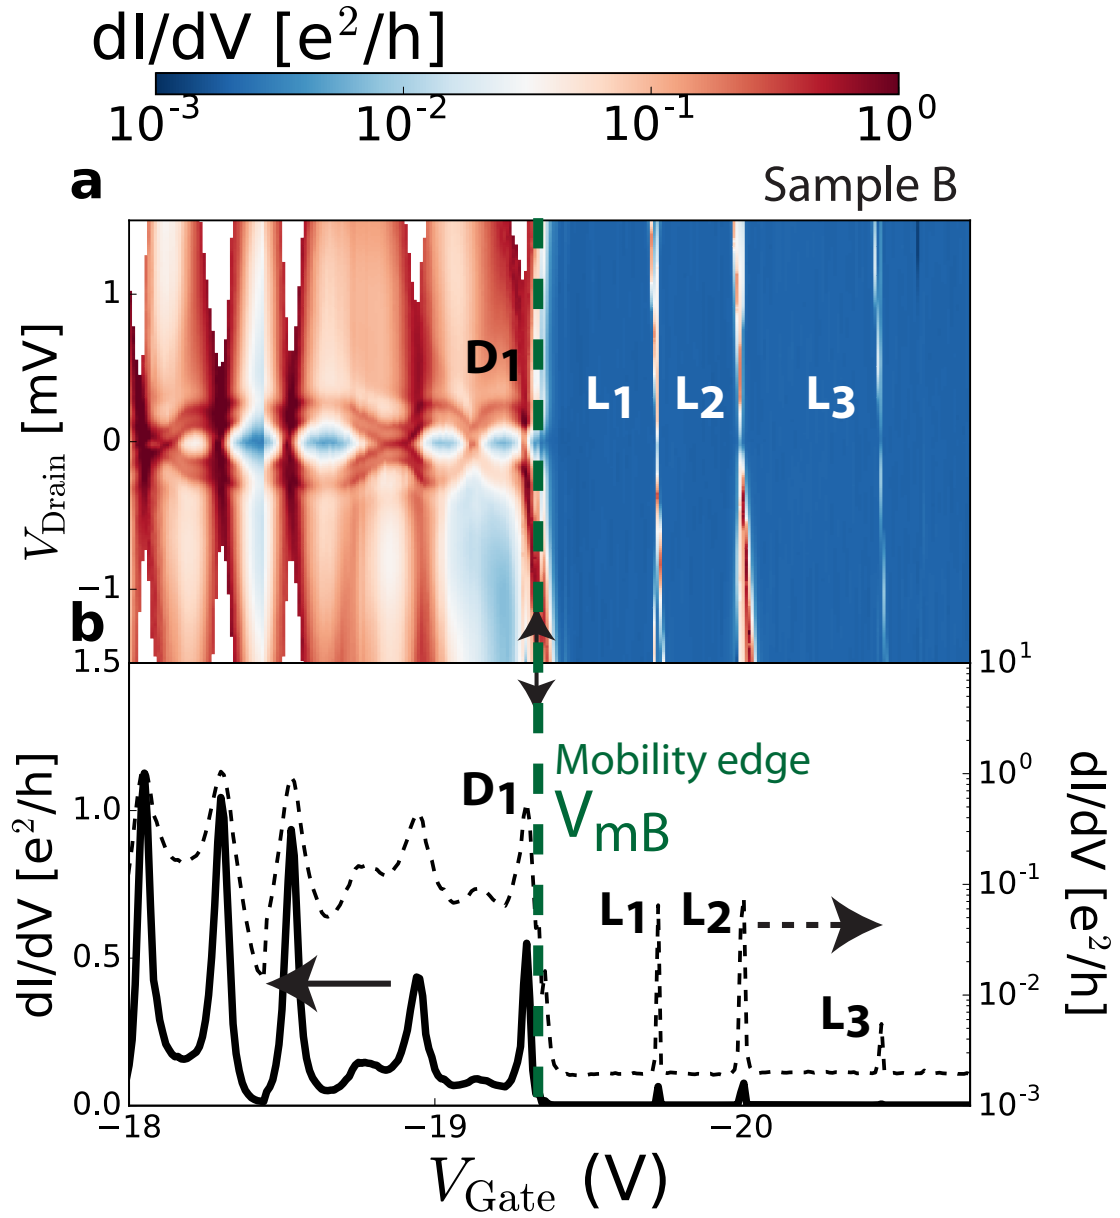 dI/dV [e²/h]
10⁻³ 10⁻² 10⁻¹ 10⁰
a
Sample B
V_Drain [mV]
1
0
−1
D1
L1
L2
L3
b
dI/dV [e²/h]
1.5
1.0
0.5
0.0
D1
Mobility edge
V_mB
L1
L2
L3
10¹
10⁰
10⁻¹
10⁻²
10⁻³
dI/dV [e²/h]
−18 −19 −20
V_Gate (V)